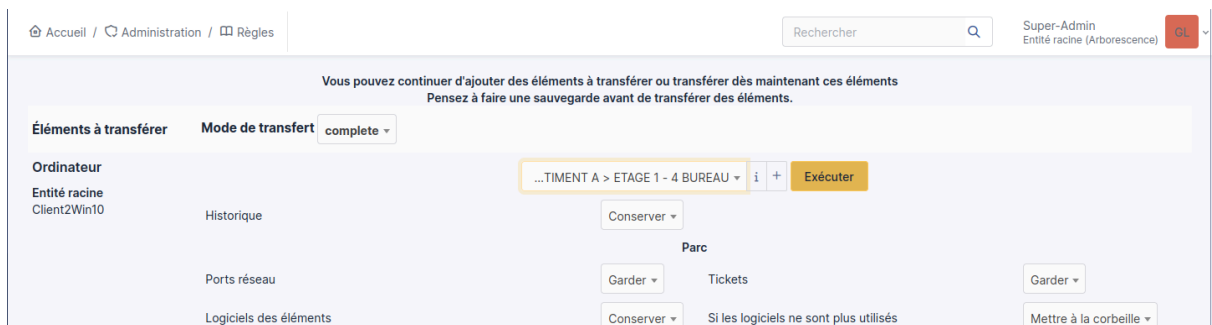 Accueil / Administration / Règles
Rechercher
Super-Admin
Entité racine (Arborescence)
GL
Vous pouvez continuer d'ajouter des éléments à transférer ou transférer dès maintenant ces éléments
Pensez à faire une sauvegarde avant de transférer des éléments.
Éléments à transférer Mode de transfert complete
Ordinateur
...TIMENT A > ETAGE 1 - 4 BUREAU i + Exécuter
Entité racine
Client2Win10
Historique Conserver
Parc
Ports réseau Garder Tickets Garder
Logiciels des éléments Conserver Si les logiciels ne sont plus utilisés Mettre à la corbeille